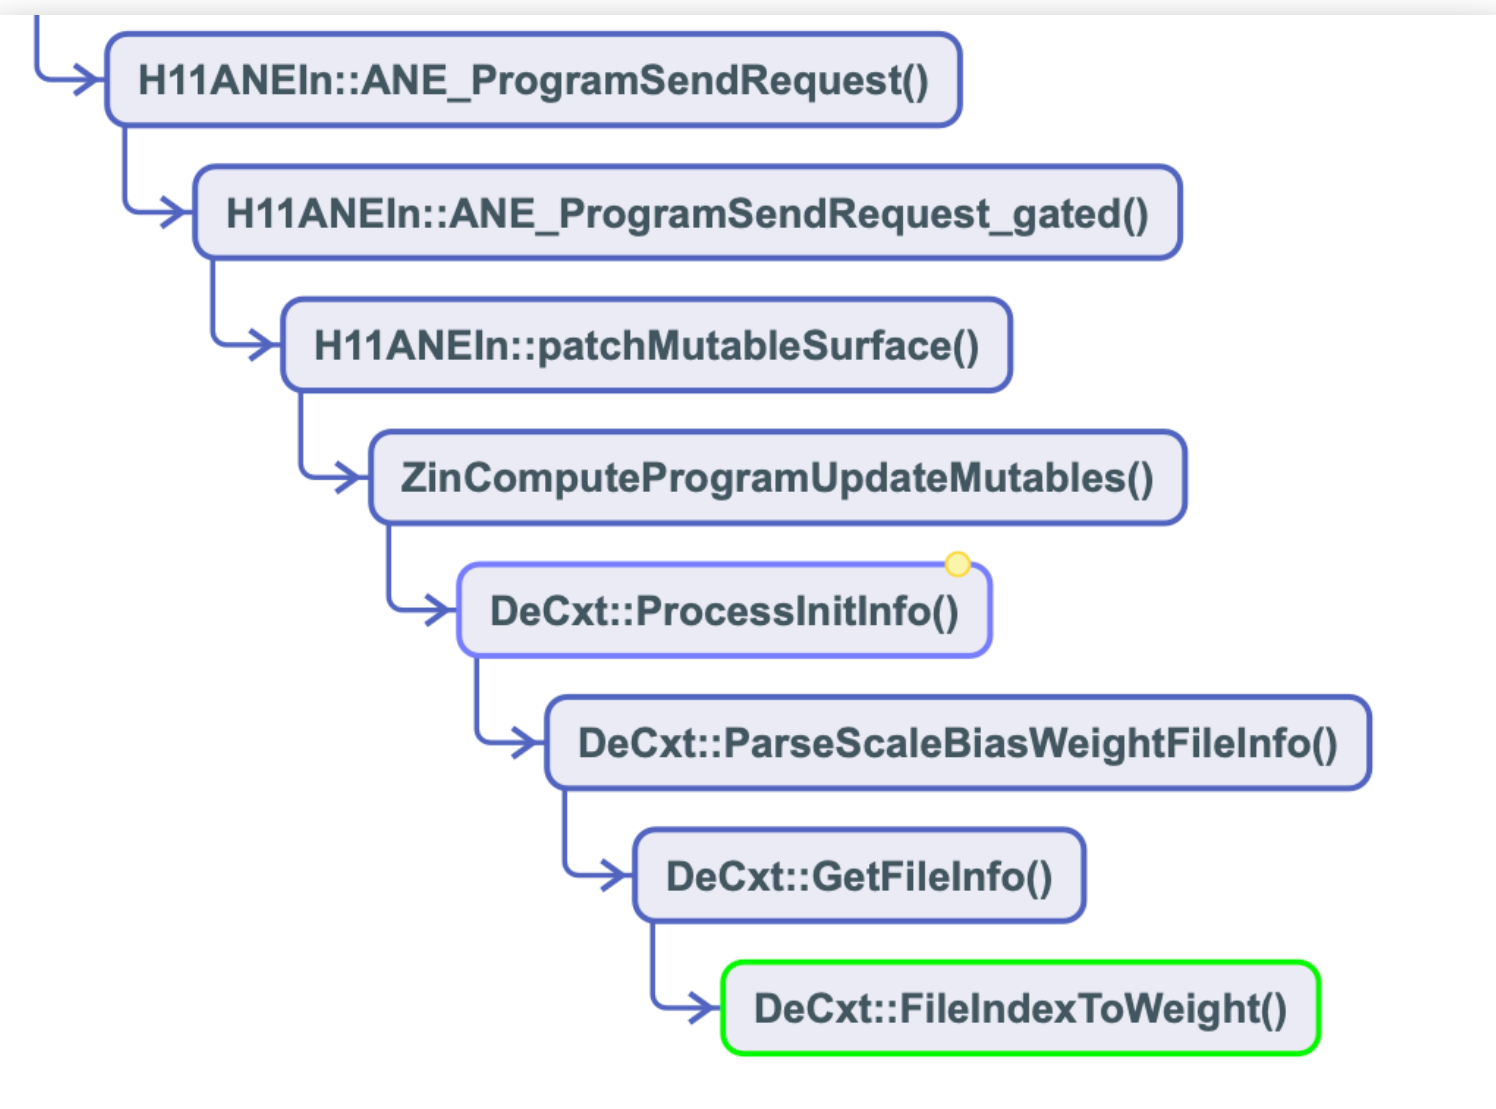 H11ANEIn::ANE_ProgramSendRequest()
H11ANEIn::ANE_ProgramSendRequest_gated()
H11ANEIn::patchMutableSurface()
ZinComputeProgramUpdateMutables()
DeCxt::ProcessInitInfo()
DeCxt::ParseScaleBiasWeightFileInfo()
DeCxt::GetFileInfo()
DeCxt::FileIndexToWeight()